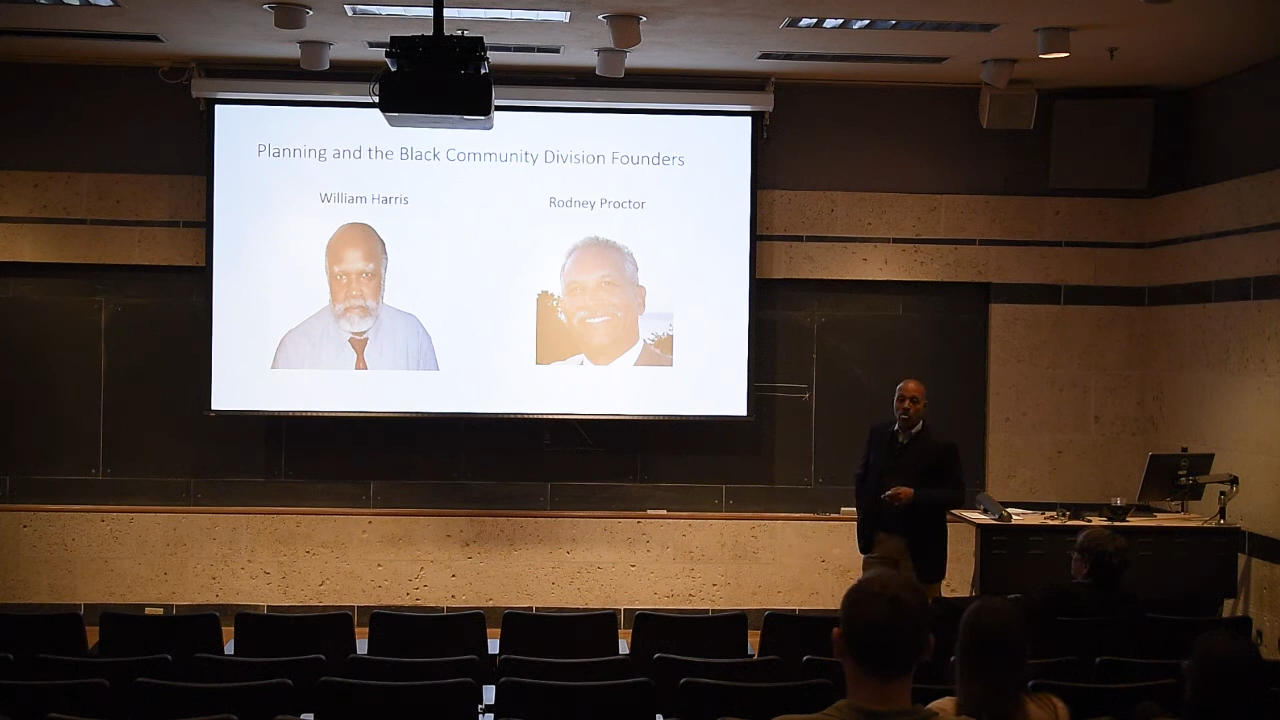 Planning and the Black Community Division Founders
William Harris
Rodney Proctor